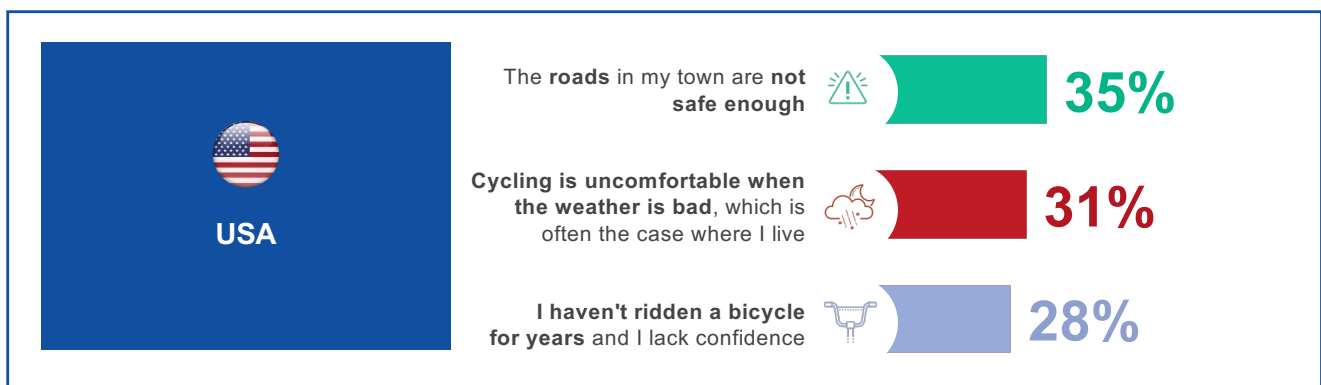 USA
The roads in my town are not
safe enough
35%
Cycling is uncomfortable when
the weather is bad, which is
often the case where I live
31%
I haven't ridden a bicycle
for years and I lack confidence
28%